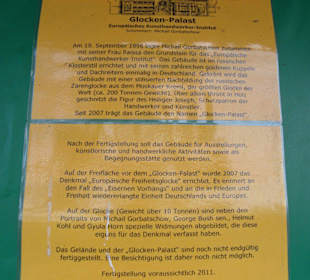 Glocken-Palast
Europäisches Kunsthandwerker-Institut
Schirmherr: Michail Gorbatschow
Am 19. September 1996 legte Michail Gorbatschow zusammen
mit seiner Frau Raissa den Grundstein für das "Europäische
Kunsthandwerker Institut". Das Gebäude ist im russischen
Klosterstil errichtet und mit seinen zahlreichen goldenen Kuppeln
und Dachreitern einmalig in Deutschland. Gekrönt wird das
Gebäude mit einer stilisierten Nachbildung der russischen
Zarenglocke aus dem Moskauer Kreml, der größten Glocke der
Welt (ca. 200 Tonnen Gewicht). Über allem thront in Holz
geschnitzt die Figur des Heiligen Joseph, Schutzpatron der
Handwerker und Künstler.
Seit 2007 trägt das Gebäude den Namen „Glocken-Palast".
Nach der Fertigstellung soll das Gebäude für Ausstellungen,
künstlerische und handwerkliche Aktivitäten sowie als
Begegnungsstätte genutzt werden.
Auf der Freifläche vor dem „Glocken-Palast" wurde 2007 das
Denkmal „Europäische Freiheitsglocke" errichtet. Es erinnert an
den Fall des „Eisernen Vorhangs" und an die in Frieden und
Freiheit wiedererlangte Einheit Deutschlands und Europas.
Auf der Glocke (Gewicht über 10 Tonnen) sind neben den
Portraits von Michail Gorbatschow, George Bush sen., Helmut
Kohl und Gyula Horn spezielle Widmungen abgebildet, die diese
eigens für das Denkmal verfasst haben.
Das Gelände und der „Glocken-Palast" sind noch nicht endgültig
fertiggestellt. Eine Besichtigung ist daher noch nicht möglich.
Fertigstellung voraussichtlich 2011.